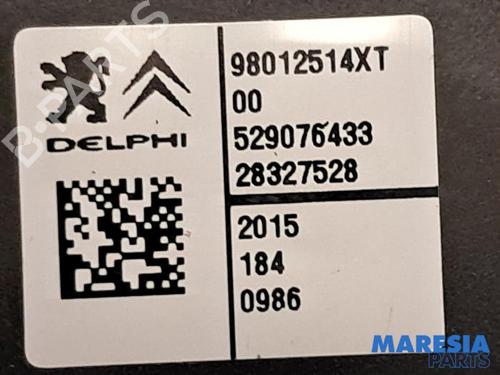 98012514XT
00
DELPHI
529076433
28327528
2015
184
0986
B-PARTS
MARESIA
PARTS